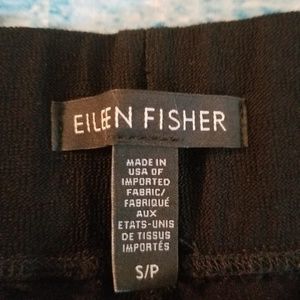 EILEEN FISHER
MADE IN
USA OF
IMPORTED
FABRIC/
FABRIQUÉ
AUX
ETATS-UNIS
DE TISSUS
IMPORTÉS
S/P